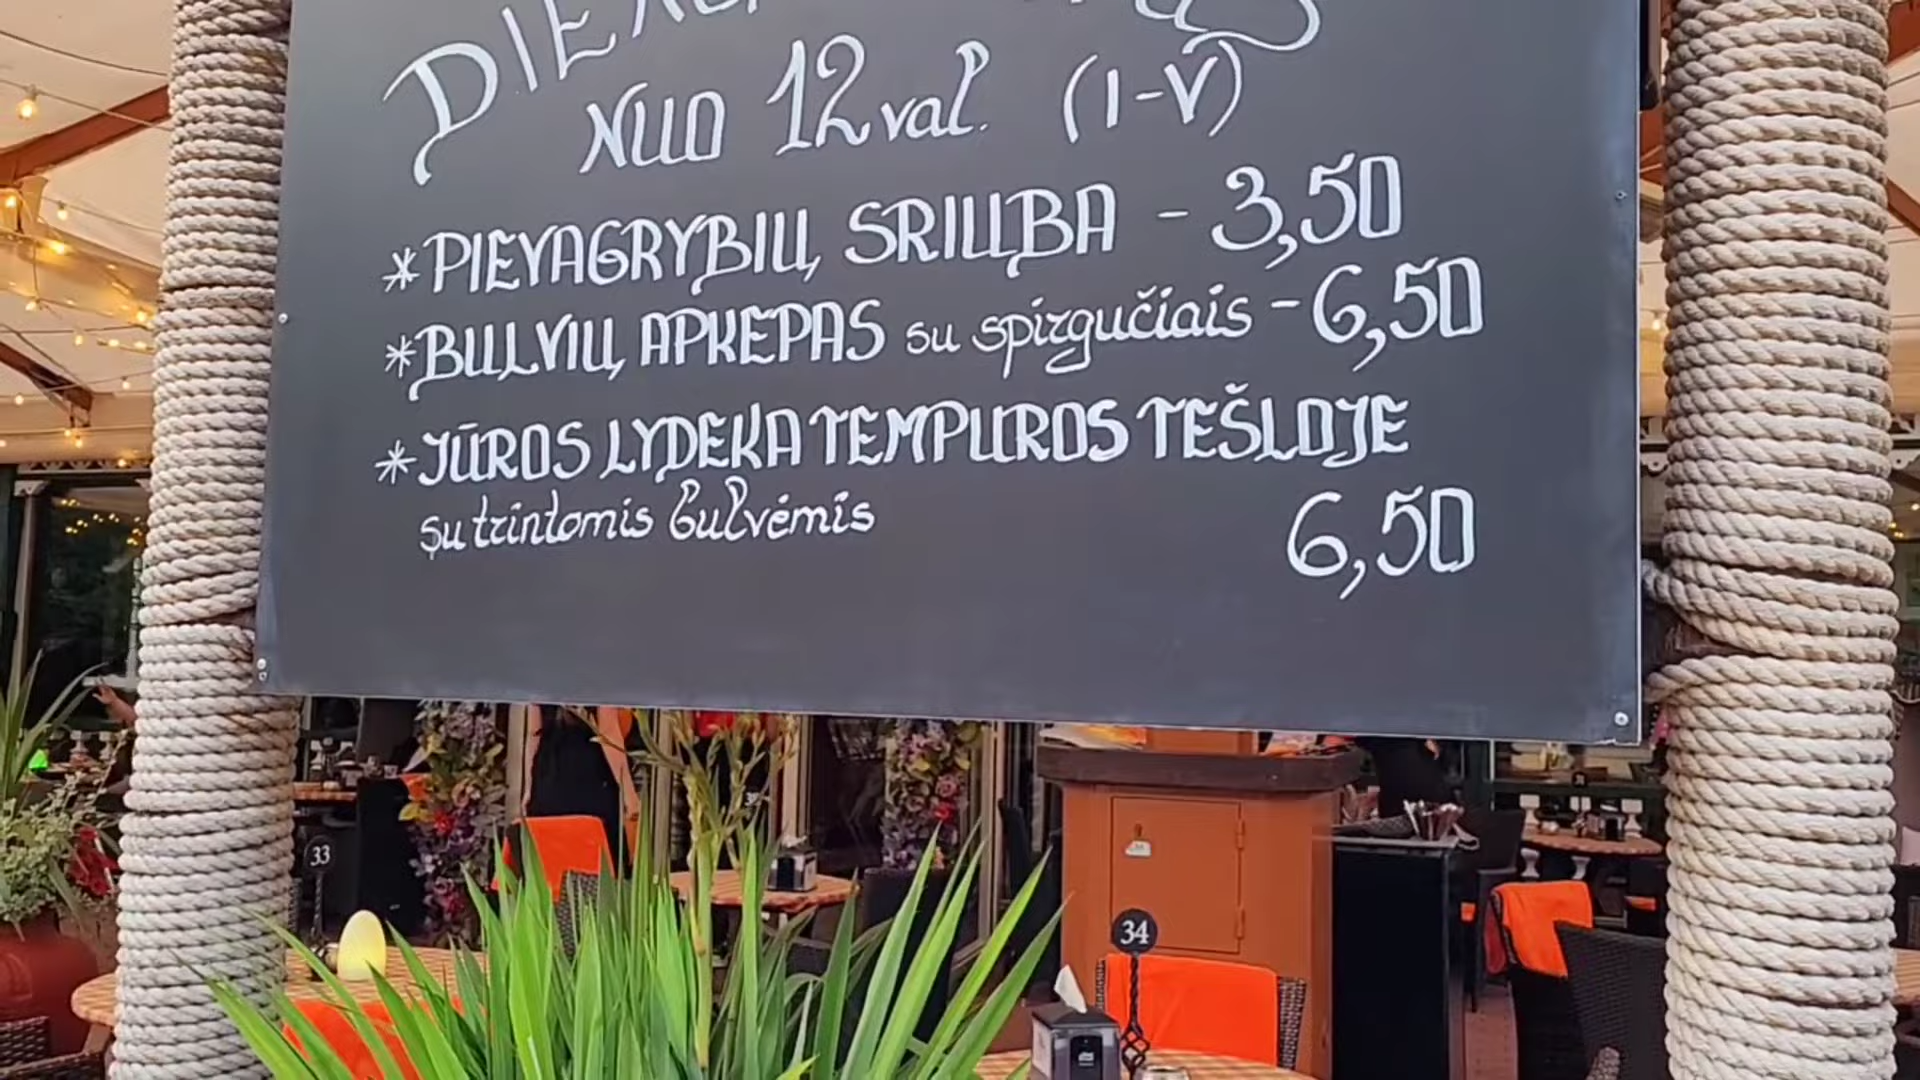 NUO 12 val. (I-V)
* PIEVAGRYBIŲ SRIUBA - 3,50
* BULVIŲ APKEPAS su spirgučiais - 6,50
* JŪROS LYDEKA TEMPUROS TEŠLOJE
su trintomis bulvėmis 6,50
33
34